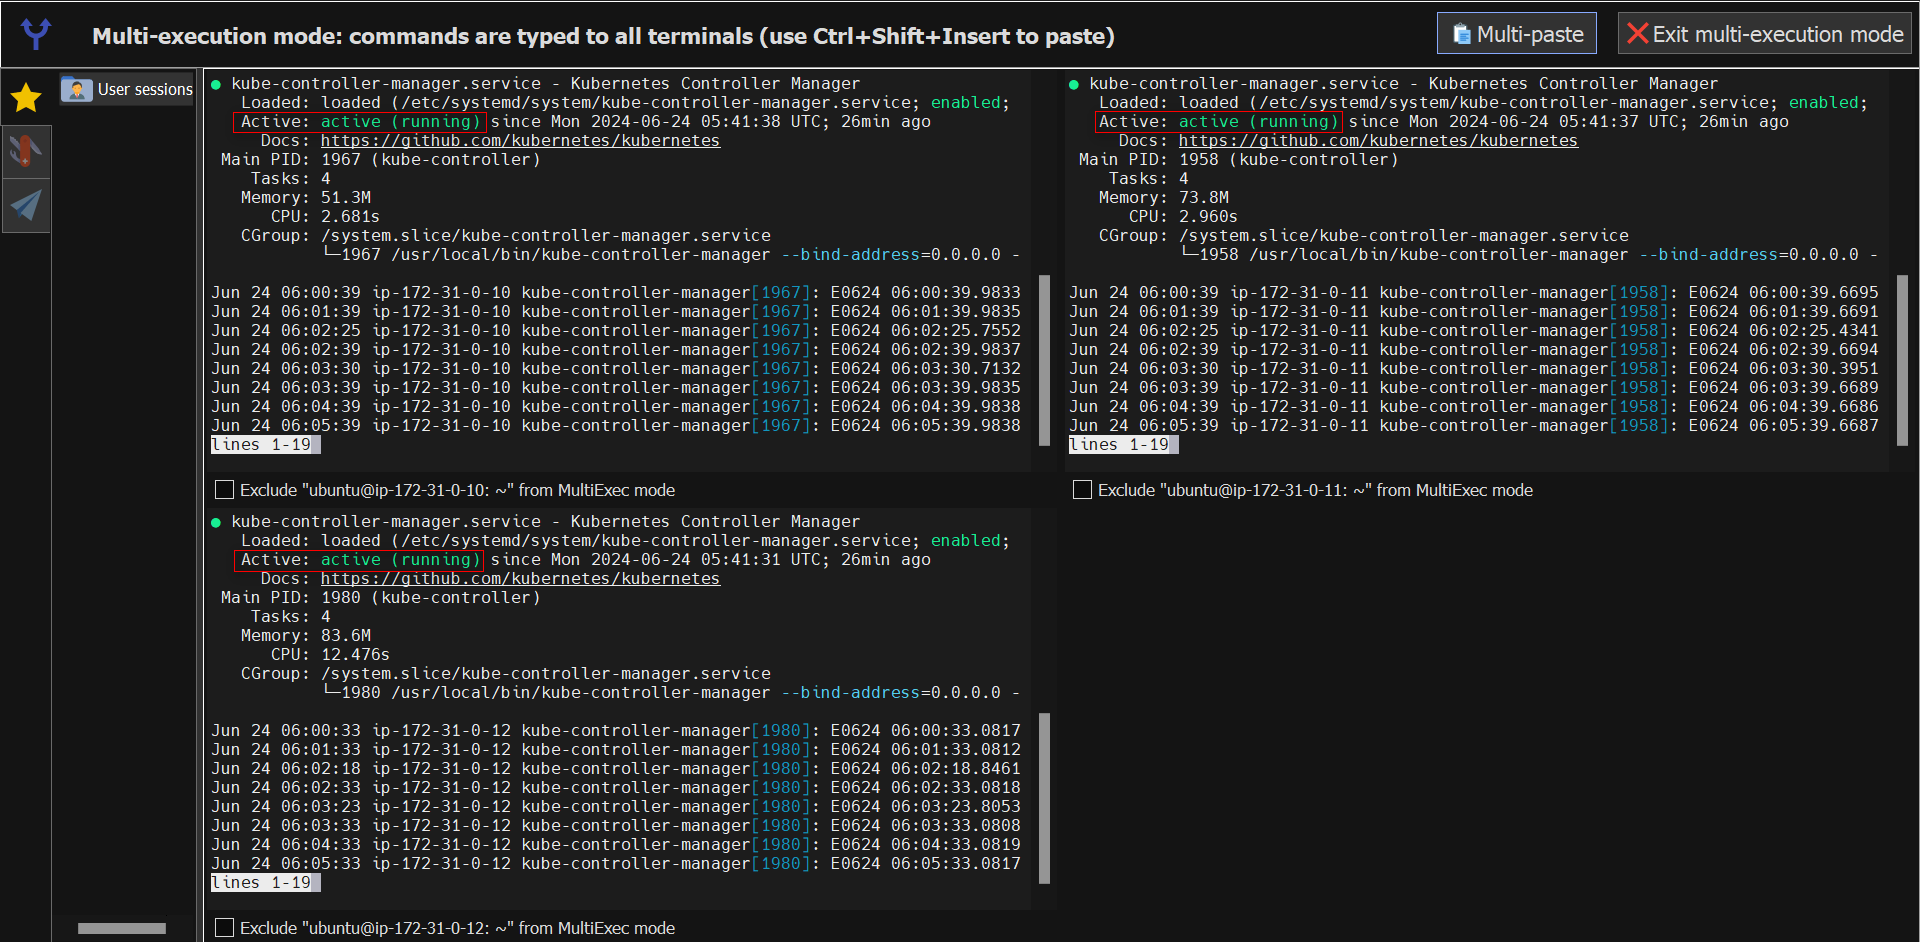 Multi-execution mode: commands are typed to all terminals (use Ctrl+Shift+Insert to paste)
Multi-paste
Exit multi-execution mode
User sessions
● kube-controller-manager.service - Kubernetes Controller Manager
Loaded: loaded (/etc/systemd/system/kube-controller-manager.service; enabled;
Active: active (running) since Mon 2024-06-24 05:41:38 UTC; 26min ago
Docs: https://github.com/kubernetes/kubernetes
Main PID: 1967 (kube-controller)
Tasks: 4
Memory: 51.3M
CPU: 2.681s
CGroup: /system.slice/kube-controller-manager.service
└─1967 /usr/local/bin/kube-controller-manager --bind-address=0.0.0.0 -
Jun 24 06:00:39 ip-172-31-0-10 kube-controller-manager[1967]: E0624 06:00:39.9833
Jun 24 06:01:39 ip-172-31-0-10 kube-controller-manager[1967]: E0624 06:01:39.9835
Jun 24 06:02:25 ip-172-31-0-10 kube-controller-manager[1967]: E0624 06:02:25.7552
Jun 24 06:02:39 ip-172-31-0-10 kube-controller-manager[1967]: E0624 06:02:39.9837
Jun 24 06:03:30 ip-172-31-0-10 kube-controller-manager[1967]: E0624 06:03:30.7132
Jun 24 06:03:39 ip-172-31-0-10 kube-controller-manager[1967]: E0624 06:03:39.9835
Jun 24 06:04:39 ip-172-31-0-10 kube-controller-manager[1967]: E0624 06:04:39.9838
Jun 24 06:05:39 ip-172-31-0-10 kube-controller-manager[1967]: E0624 06:05:39.9838
lines 1-19
Exclude "ubuntu@ip-172-31-0-10: ~" from MultiExec mode
● kube-controller-manager.service - Kubernetes Controller Manager
Loaded: loaded (/etc/systemd/system/kube-controller-manager.service; enabled;
Active: active (running) since Mon 2024-06-24 05:41:37 UTC; 26min ago
Docs: https://github.com/kubernetes/kubernetes
Main PID: 1958 (kube-controller)
Tasks: 4
Memory: 73.8M
CPU: 2.960s
CGroup: /system.slice/kube-controller-manager.service
└─1958 /usr/local/bin/kube-controller-manager --bind-address=0.0.0.0 -
Jun 24 06:00:39 ip-172-31-0-11 kube-controller-manager[1958]: E0624 06:00:39.6695
Jun 24 06:01:39 ip-172-31-0-11 kube-controller-manager[1958]: E0624 06:01:39.6691
Jun 24 06:02:25 ip-172-31-0-11 kube-controller-manager[1958]: E0624 06:02:25.4341
Jun 24 06:02:39 ip-172-31-0-11 kube-controller-manager[1958]: E0624 06:02:39.6694
Jun 24 06:03:30 ip-172-31-0-11 kube-controller-manager[1958]: E0624 06:03:30.3951
Jun 24 06:03:39 ip-172-31-0-11 kube-controller-manager[1958]: E0624 06:03:39.6689
Jun 24 06:04:39 ip-172-31-0-11 kube-controller-manager[1958]: E0624 06:04:39.6686
Jun 24 06:05:39 ip-172-31-0-11 kube-controller-manager[1958]: E0624 06:05:39.6687
lines 1-19
Exclude "ubuntu@ip-172-31-0-11: ~" from MultiExec mode
● kube-controller-manager.service - Kubernetes Controller Manager
Loaded: loaded (/etc/systemd/system/kube-controller-manager.service; enabled;
Active: active (running) since Mon 2024-06-24 05:41:31 UTC; 26min ago
Docs: https://github.com/kubernetes/kubernetes
Main PID: 1980 (kube-controller)
Tasks: 4
Memory: 83.6M
CPU: 12.476s
CGroup: /system.slice/kube-controller-manager.service
└─1980 /usr/local/bin/kube-controller-manager --bind-address=0.0.0.0 -
Jun 24 06:00:33 ip-172-31-0-12 kube-controller-manager[1980]: E0624 06:00:33.0817
Jun 24 06:01:33 ip-172-31-0-12 kube-controller-manager[1980]: E0624 06:01:33.0812
Jun 24 06:02:18 ip-172-31-0-12 kube-controller-manager[1980]: E0624 06:02:18.8461
Jun 24 06:02:33 ip-172-31-0-12 kube-controller-manager[1980]: E0624 06:02:33.0818
Jun 24 06:03:23 ip-172-31-0-12 kube-controller-manager[1980]: E0624 06:03:23.8053
Jun 24 06:03:33 ip-172-31-0-12 kube-controller-manager[1980]: E0624 06:03:33.0808
Jun 24 06:04:33 ip-172-31-0-12 kube-controller-manager[1980]: E0624 06:04:33.0819
Jun 24 06:05:33 ip-172-31-0-12 kube-controller-manager[1980]: E0624 06:05:33.0817
lines 1-19
Exclude "ubuntu@ip-172-31-0-12: ~" from MultiExec mode